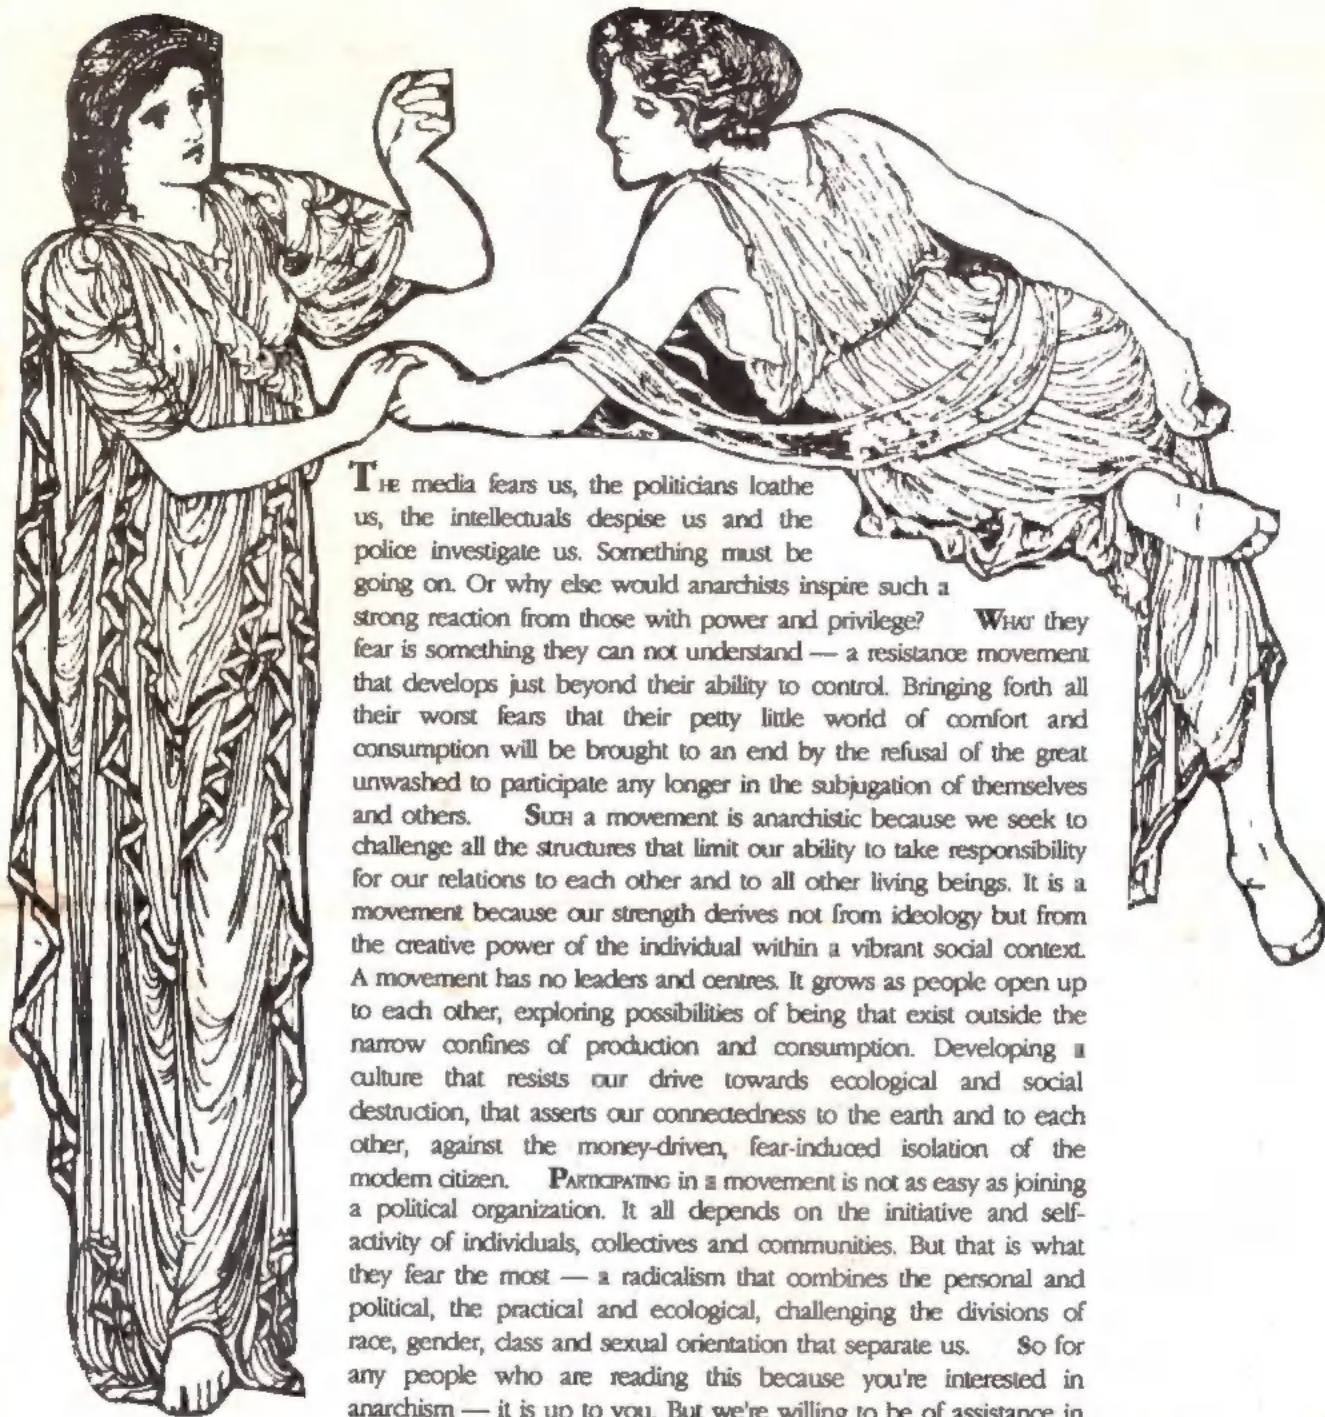 THE media fears us, the politicians loathe
us, the intellectuals despise us and the
police investigate us. Something must be
going on. Or why else would anarchists inspire such a
strong reaction from those with power and privilege? WHAT they
fear is something they can not understand — a resistance movement
that develops just beyond their ability to control. Bringing forth all
their worst fears that their petty little world of comfort and
consumption will be brought to an end by the refusal of the great
unwashed to participate any longer in the subjugation of themselves
and others. SUCH a movement is anarchistic because we seek to
challenge all the structures that limit our ability to take responsibility
for our relations to each other and to all other living beings. It is a
movement because our strength derives not from ideology but from
the creative power of the individual within a vibrant social context.
A movement has no leaders and centres. It grows as people open up
to each other, exploring possibilities of being that exist outside the
narrow confines of production and consumption. Developing a
culture that resists our drive towards ecological and social
destruction, that asserts our connectedness to the earth and to each
other, against the money-driven, fear-induced isolation of the
modern citizen. PARTICIPATING in a movement is not as easy as joining
a political organization. It all depends on the initiative and self-
activity of individuals, collectives and communities. But that is what
they fear the most — a radicalism that combines the personal and
political, the practical and ecological, challenging the divisions of
race, gender, class and sexual orientation that separate us. So for
any people who are reading this because you're interested in
anarchism — it is up to you. But we're willing to be of assistance in